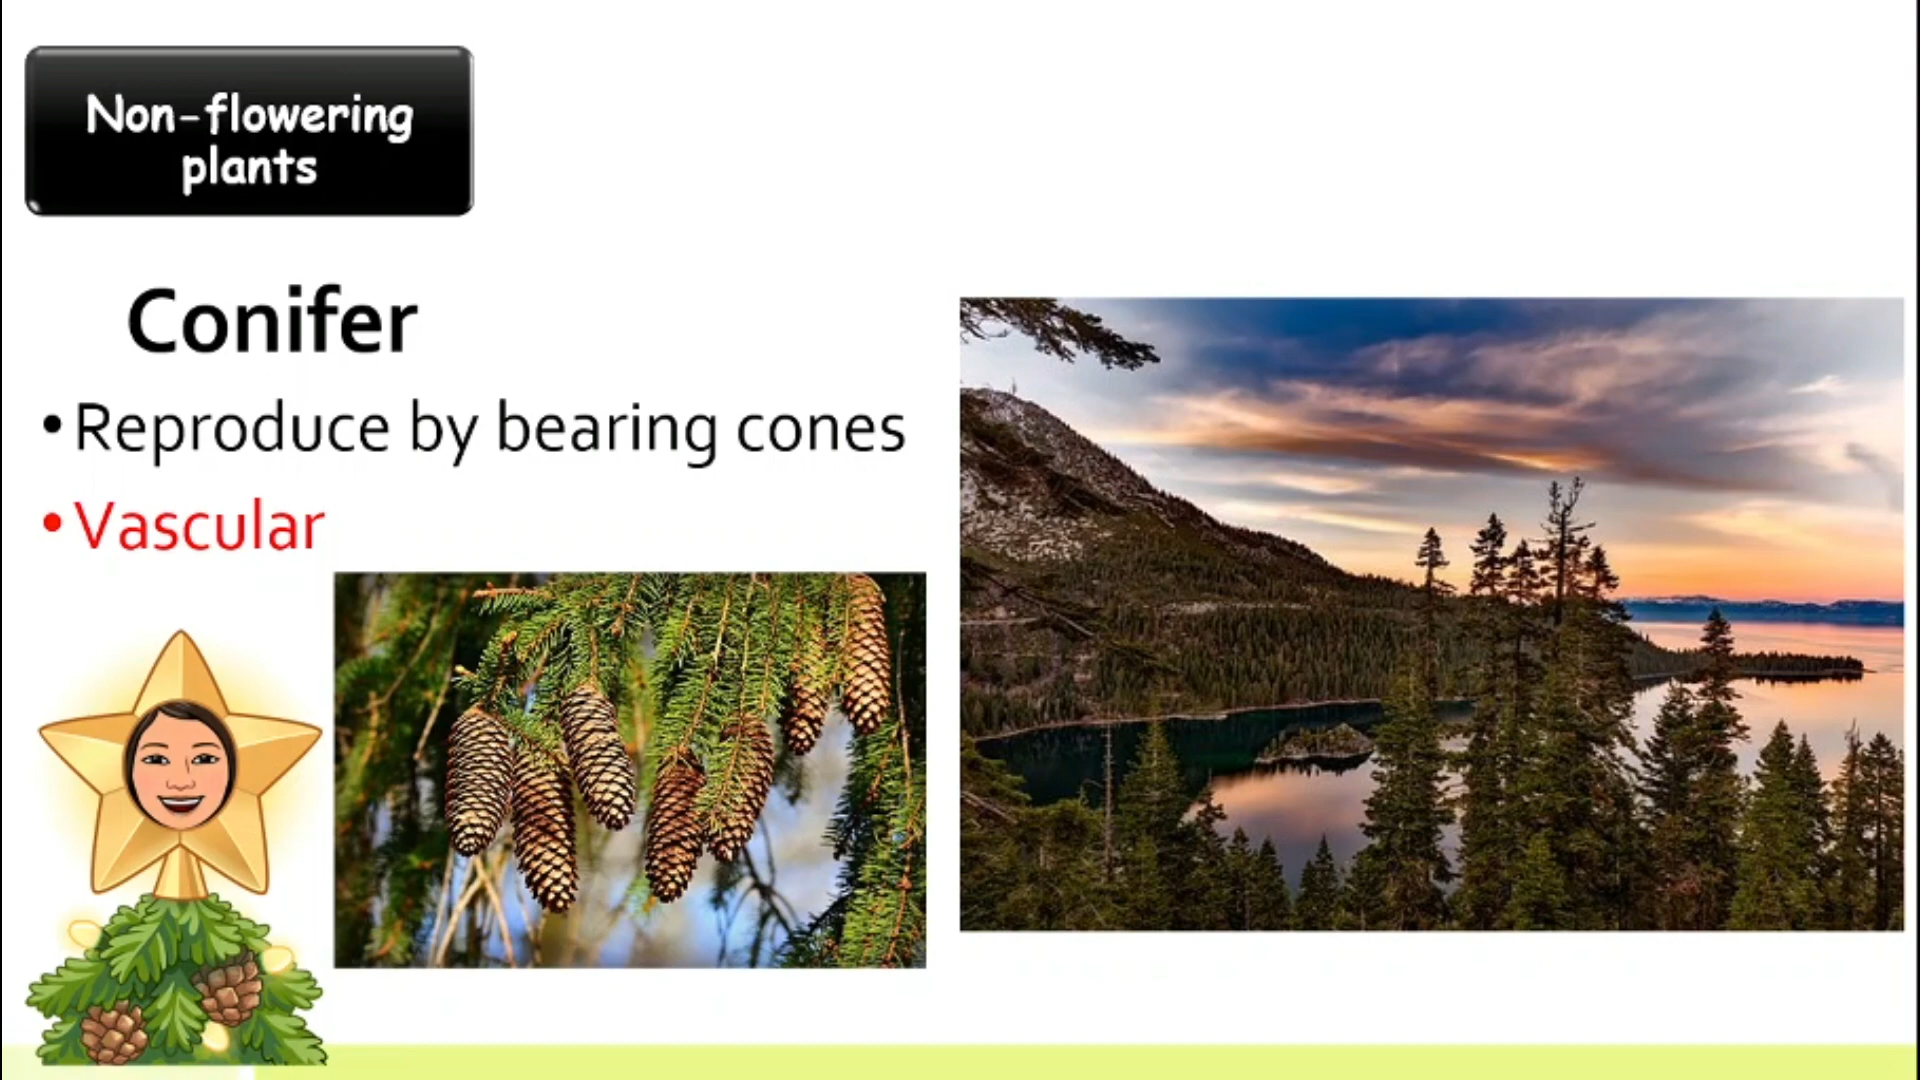 Non-flowering
plants
Conifer
• Reproduce by bearing cones
• Vascular